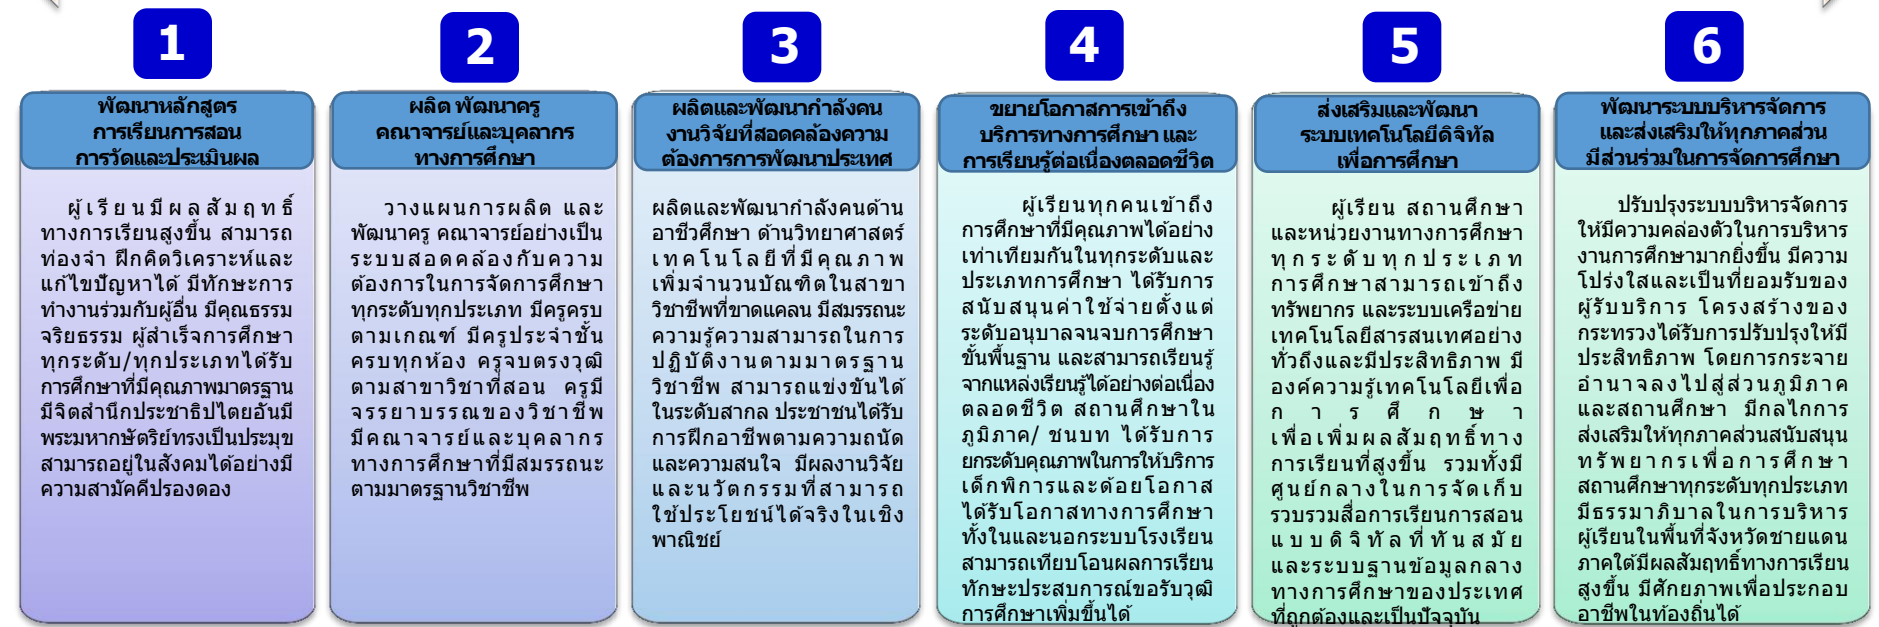 1
พัฒนาหลักสูตร
การเรียนการสอน
การวัดและประเมินผล
ผู้เรียนมีผลสัมฤทธิ์
ทางการเรียนสูงขึ้น สามารถ
ท่องจำ ฝึกคิดวิเคราะห์และ
แก้ไขปัญหาได้ มีทักษะการ
ทำงานร่วมกับผู้อื่น มีคุณธรรม
จริยธรรม ผู้สำเร็จการศึกษา
ทุกระดับ/ทุกประเภทได้รับ
การศึกษาที่มีคุณภาพมาตรฐาน
มีจิตสำนึกประชาธิปไตยอันมี
พระมหากษัตริย์ทรงเป็นประมุข
สามารถอยู่ในสังคมได้อย่างมี
ความสามัคคีปรองดอง
2
ผลิต พัฒนาครู
คณาจารย์และบุคลากร
ทางการศึกษา
วางแผนการผลิต และ
พัฒนาครู คณาจารย์อย่างเป็น
ระบบสอดคล้องกับความ
ต้องการในการจัดการศึกษา
ทุกระดับทุกประเภท มีครูครบ
ตามเกณฑ์ มีครูประจำชั้น
ครบทุกห้อง ครูจบตรงวุฒิ
ตามสาขาวิชาที่สอน ครูมี
จรรยาบรรณของวิชาชีพ
มีคณาจารย์และบุคลากร
ทางการศึกษาที่มีสมรรถนะ
ตามมาตรฐานวิชาชีพ
3
ผลิตและพัฒนากำลังคน
งานวิจัยที่สอดคล้องความ
ต้องการการพัฒนาประเทศ
ผลิตและพัฒนากำลังคนด้าน
อาชีวศึกษา ด้านวิทยาศาสตร์
เทคโนโลยีที่มีคุณภาพ
เพิ่มจำนวนบัณฑิตในสาขา
วิชาชีพที่ขาดแคลน มีสมรรถนะ
ความรู้ความสามารถในการ
ปฏิบัติงานตามมาตรฐาน
วิชาชีพ สามารถแข่งขันได้
ในระดับสากล ประชาชนได้รับ
การฝึกอาชีพตามความถนัด
และความสนใจ มีผลงานวิจัย
และนวัตกรรมที่สามารถ
ใช้ประโยชน์ได้จริงในเชิง
พาณิชย์
4
ขยายโอกาสการเข้าถึง
บริการทางการศึกษา และ
การเรียนรู้ต่อเนื่องตลอดชีวิต
ผู้เรียนทุกคนเข้าถึง
การศึกษาที่มีคุณภาพได้อย่าง
เท่าเทียมกันในทุกระดับและ
ประเภทการศึกษา ได้รับการ
สนับสนุนค่าใช้จ่ายตั้งแต่
ระดับอนุบาลจนจบการศึกษา
ขั้นพื้นฐาน และสามารถเรียนรู้
จากแหล่งเรียนรู้ได้อย่างต่อเนื่อง
ตลอดชีวิต สถานศึกษาใน
ภูมิภาค/ ชนบท ได้รับการ
ยกระดับคุณภาพในการให้บริการ
เด็กพิการและด้อยโอกาส
ได้รับโอกาสทางการศึกษา
ทั้งในและนอกระบบโรงเรียน
สามารถเทียบโอนผลการเรียน
ทักษะประสบการณ์ขอรับวุฒิ
การศึกษาเพิ่มขึ้นได้
5
ส่งเสริมและพัฒนา
ระบบเทคโนโลยีดิจิทัล
เพื่อการศึกษา
ผู้เรียน สถานศึกษา
และหน่วยงานทางการศึกษา
ทุกระดับทุกประเภท
การศึกษาสามารถเข้าถึง
ทรัพยากร และระบบเครือข่าย
เทคโนโลยีสารสนเทศอย่าง
ทั่วถึงและมีประสิทธิภาพ มี
องค์ความรู้เทคโนโลยีเพื่อ
การศึกษา
เพื่อเพิ่มผลสัมฤทธิ์ทาง
การเรียนที่สูงขึ้น รวมทั้งมี
ศูนย์กลางในการจัดเก็บ
รวบรวมสื่อการเรียนการสอน
แบบดิจิทัลที่ทันสมัย
และระบบฐานข้อมูลกลาง
ทางการศึกษาของประเทศ
ที่ถูกต้องและเป็นปัจจุบัน
6
พัฒนาระบบบริหารจัดการ
และส่งเสริมให้ทุกภาคส่วน
มีส่วนร่วมในการจัดการศึกษา
ปรับปรุงระบบบริหารจัดการ
ให้มีความคล่องตัวในการบริหาร
งานการศึกษามากยิ่งขึ้น มีความ
โปร่งใสและเป็นที่ยอมรับของ
ผู้รับบริการ โครงสร้างของ
กระทรวงได้รับการปรับปรุงให้มี
ประสิทธิภาพ โดยการกระจาย
อำนาจลงไปสู่ส่วนภูมิภาค
และสถานศึกษา มีกลไกการ
ส่งเสริมให้ทุกภาคส่วนสนับสนุน
ทรัพยากรเพื่อการศึกษา
สถานศึกษาทุกระดับทุกประเภท
มีธรรมาภิบาลในการบริหาร
ผู้เรียนในพื้นที่จังหวัดชายแดน
ภาคใต้มีผลสัมฤทธิ์ทางการเรียน
สูงขึ้น มีศักยภาพเพื่อประกอบ
อาชีพในท้องถิ่นได้